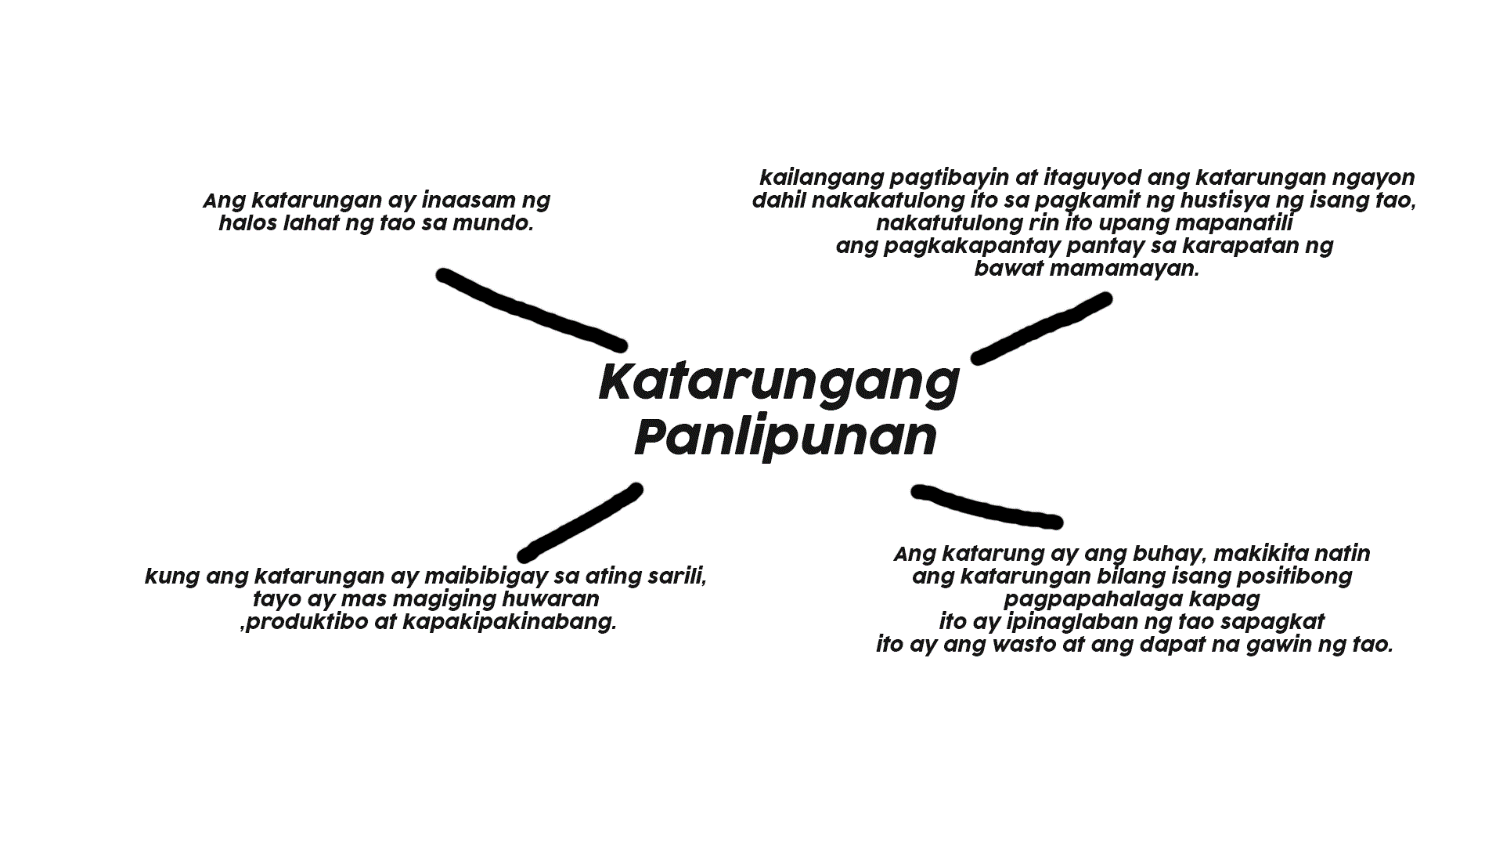 Ang katarungan ay inaasam ng
halos lahat ng tao sa mundo.
kailangang pagtibayin at itaguyod ang katarungan ngayon
dahil nakakatulong ito sa pagkamit ng hustisya ng isang tao,
nakatutulong rin ito upang mapanatili
ang pagkakapantay pantay sa karapatan ng
bawat mamamayan.
Katarungang
Panlipunan
kung ang katarungan ay maibibigay sa ating sarili,
tayo ay mas magiging huwaran
,produktibo at kapakipakinabang.
Ang katarung ay ang buhay, makikita natin
ang katarungan bilang isang positibong
pagpapahalaga kapag
ito ay ipinaglaban ng tao sapagkat
ito ay ang wasto at ang dapat na gawin ng tao.